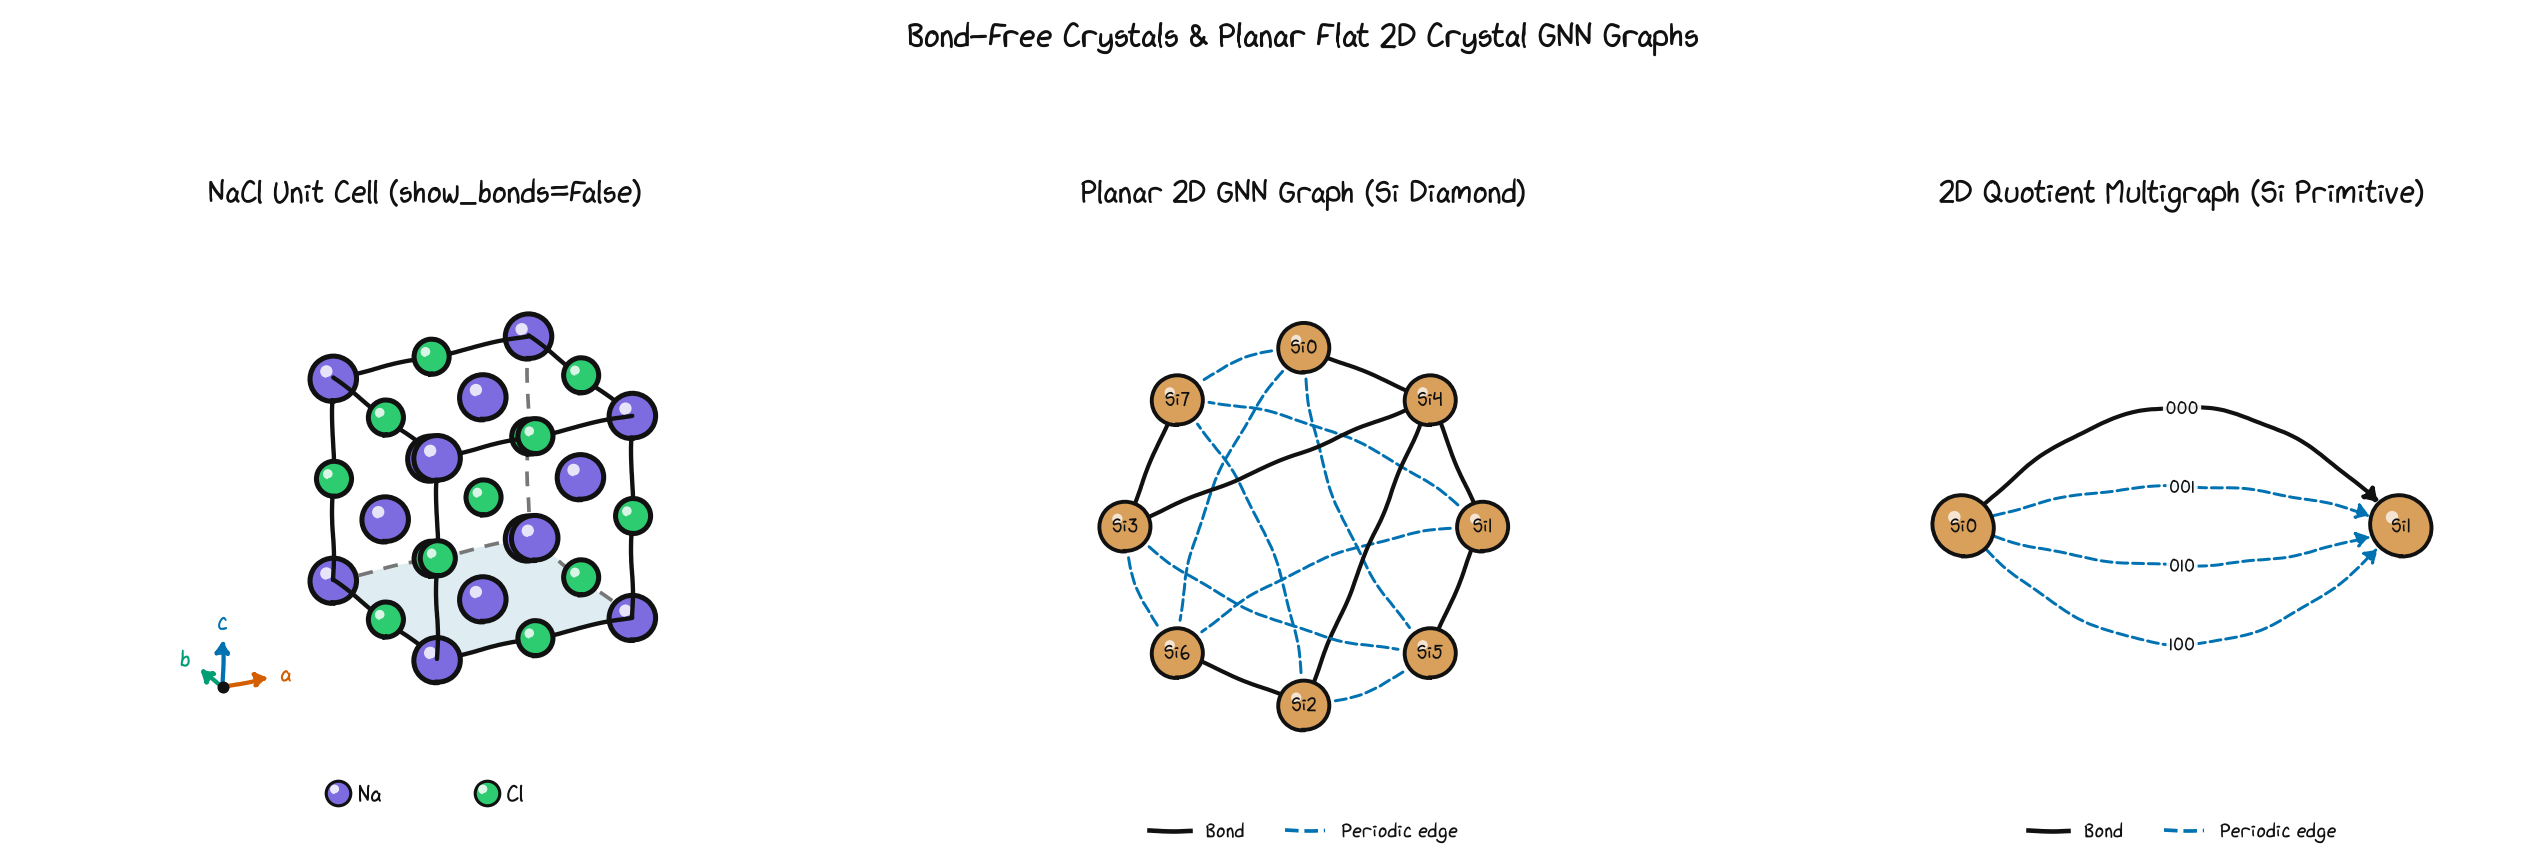 Bond-Free Crystals & Planar Flat 2D Crystal GNN Graphs
NaCl Unit Cell (show_bonds=False)
c
b
a
Na
Cl
Planar 2D GNN Graph (Si Diamond)
Si0
Si7
Si4
Si3
Si1
Si6
Si5
Si2
Bond
Periodic edge
2D Quotient Multigraph (Si Primitive)
000
001
Si0
Si1
010
100
Bond
Periodic edge